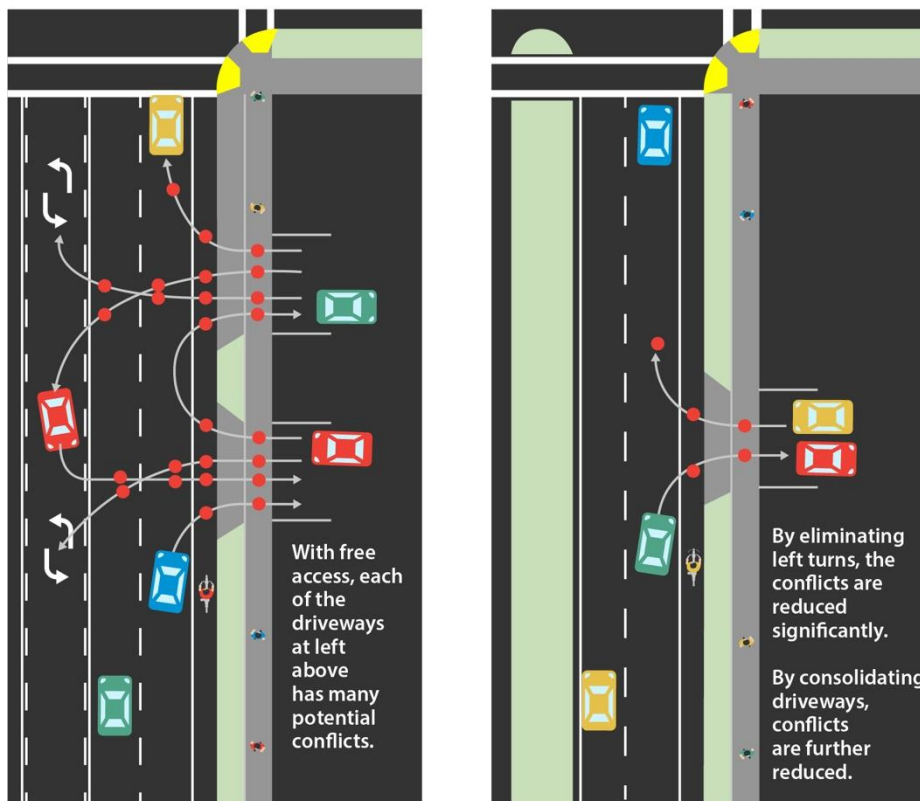 With free
access, each
of the
driveways
at left
above
has many
potential
conflicts.
By eliminating
left turns, the
conflicts are
reduced
significantly.
By consolidating
driveways,
conflicts
are further
reduced.